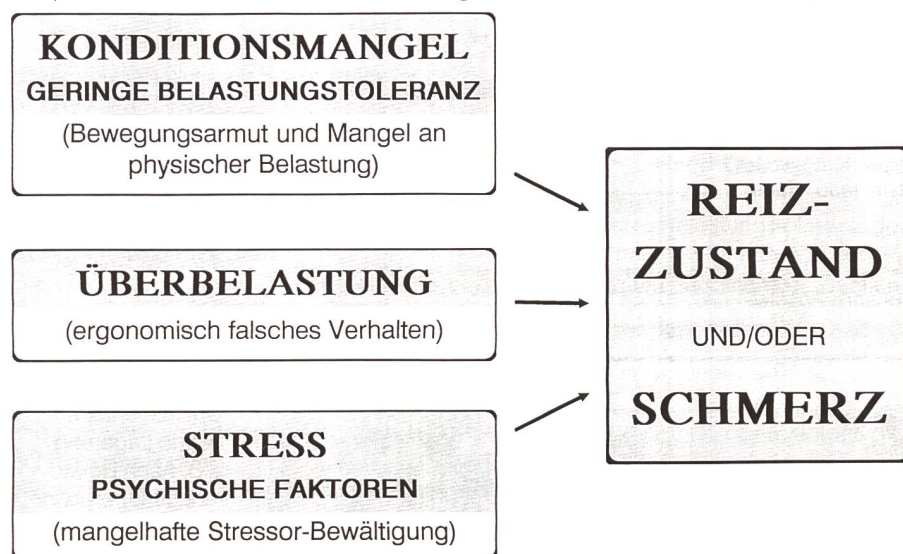 KONDITIONSMANGEL
GERINGE BELASTUNGSTOLERANZ
(Bewegungsarmut und Mangel an
physischer Belastung)
ÜBERBELASTUNG
(ergonomisch falsches Verhalten)
STRESS
PSYCHISCHE FAKTOREN
(mangelhafte Stressor-Bewältigung)
REIZ-
ZUSTAND
UND/ODER
SCHMERZ